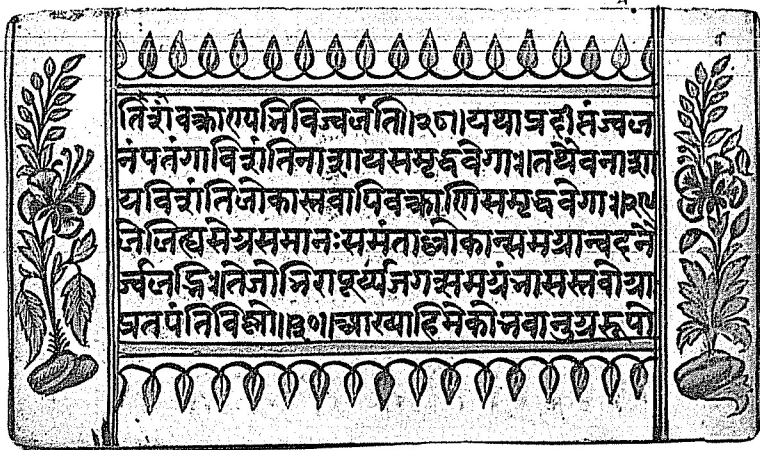 तिवक्त्राण्यभिविज्वलंति॥२८॥यथाप्रदीप्तंज्वल
नंपतंगाविशंतिनाशायसमृद्धवेगाः॥तथैवनाशा
यविशंतिलोकास्तवापिवक्त्राणिसमृद्धवेगाः॥२९
लेलिह्यसेग्रसमानःसमंताल्लोकान्समग्रान्वदनै
र्ज्वलद्भिः॥तेजोभिरापूर्य्यजगत्समग्रंभासस्तवोग्रा
प्रतपंतिविष्णो॥३०॥आख्याहिमेकोभवानुग्ररूपो